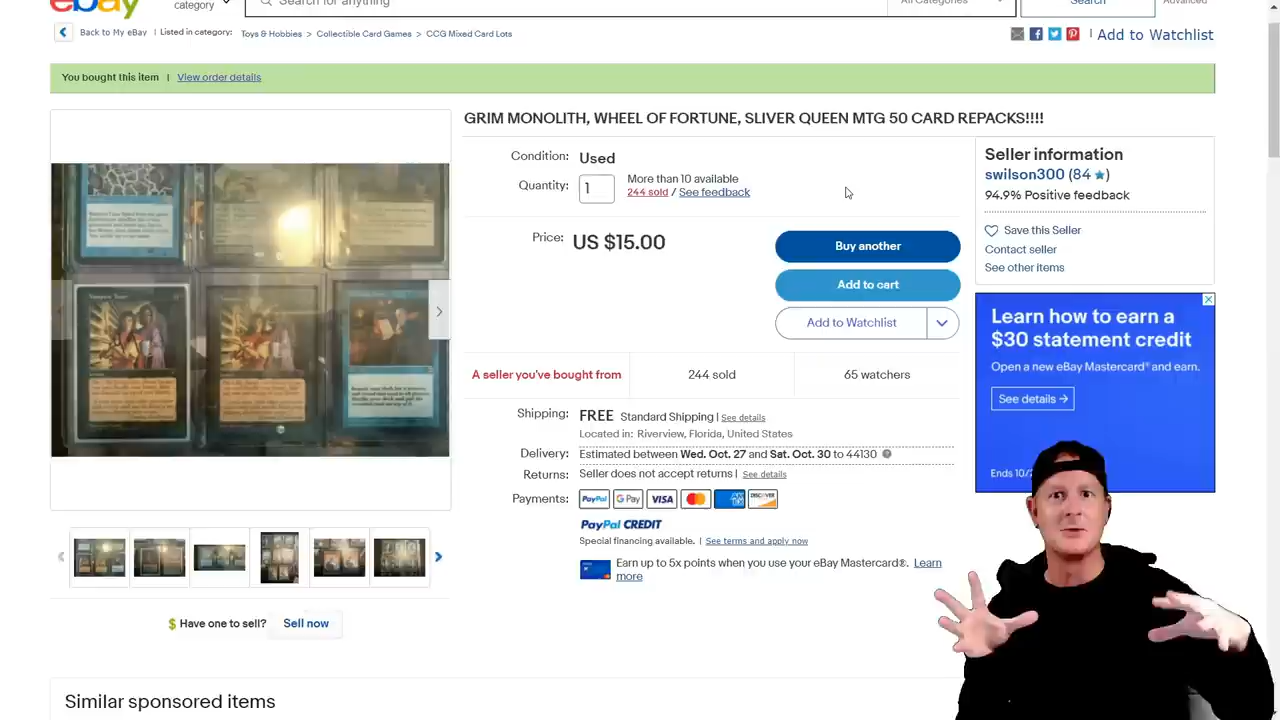 ebay
category
Search for anything
All Categories
Search
Advanced
Back to My eBay | Listed in category: Toys & Hobbies > Collectible Card Games > CCG Mixed Card Lots
| Add to Watchlist
You bought this item | View order details
GRIM MONOLITH, WHEEL OF FORTUNE, SLIVER QUEEN MTG 50 CARD REPACKS!!!!
Condition: Used
Quantity: 1
More than 10 available
244 sold / See feedback
Price: US $15.00
Buy another
Add to cart
Add to Watchlist
A seller you've bought from
244 sold
65 watchers
Shipping: FREE Standard Shipping | See details
Located in: Riverview, Florida, United States
Delivery: Estimated between Wed. Oct. 27 and Sat. Oct. 30 to 44130
Returns: Seller does not accept returns | See details
Payments: PayPal G Pay VISA DISCOVER
PayPal CREDIT
Special financing available. | See terms and apply now
Earn up to 5x points when you use your eBay Mastercard®. Learn
more
Seller information
swilson300 (84 ★)
94.9% Positive feedback
Save this Seller
Contact seller
See other items
Learn how to earn a
$30 statement credit
Open a new eBay Mastercard® and earn.
See details →
Ends 10/
$ Have one to sell? Sell now
Similar sponsored items